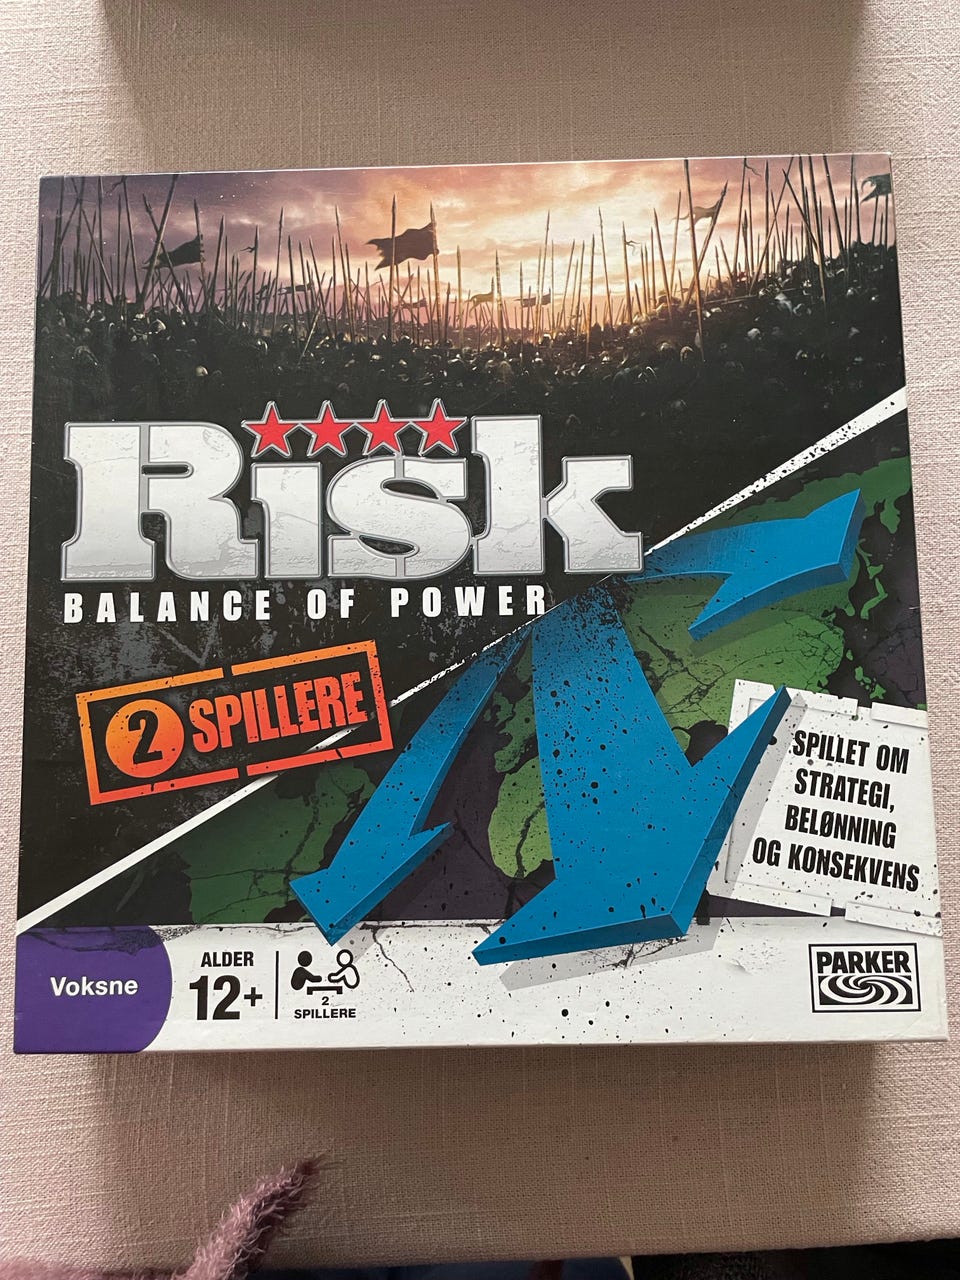 Risk
BALANCE OF POWER
2 SPILLERE
SPILLET OM
STRATEGI,
BELØNNING
OG KONSEKVENS
Voksne
ALDER
12+
2
SPILLERE
PARKER